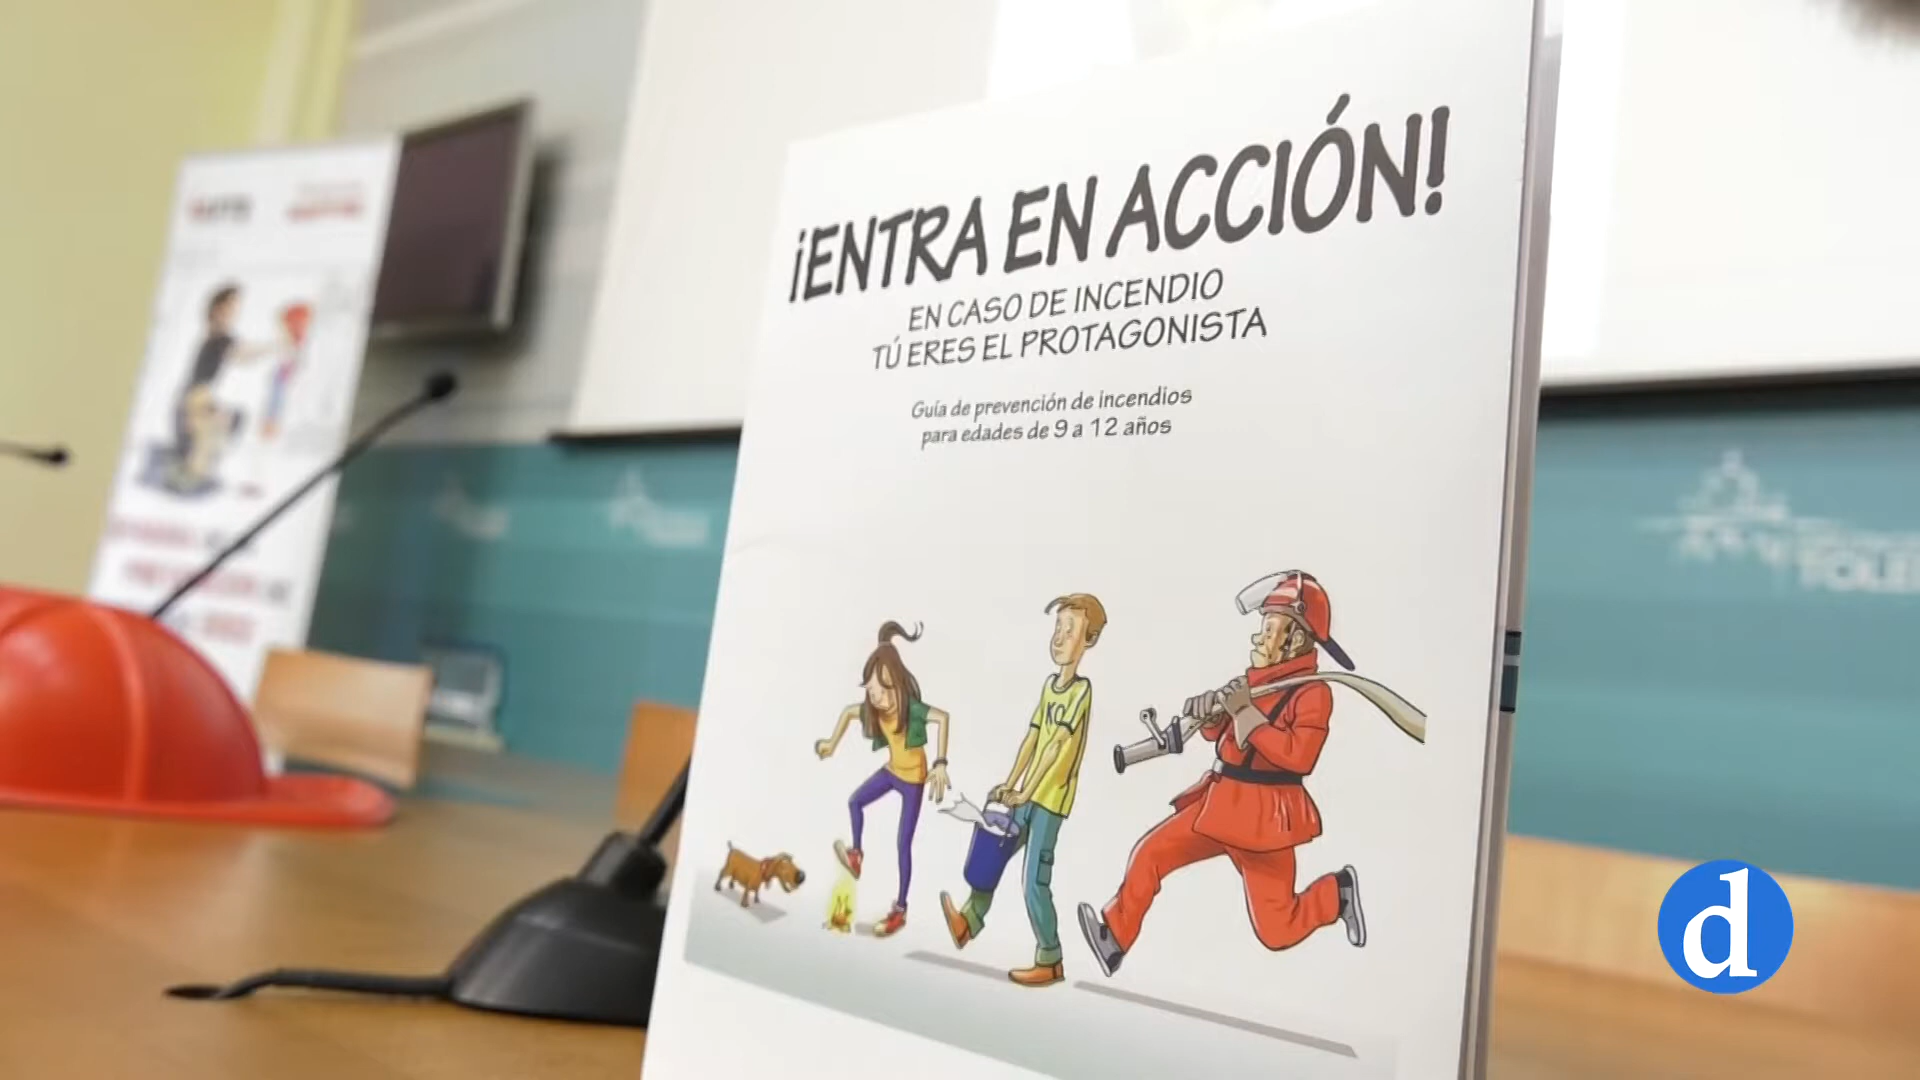 ¡ENTRA EN ACCIÓN!
EN CASO DE INCENDIO
TÚ ERES EL PROTAGONISTA
Guía de prevención de incendios
para edades de 9 a 12 años
KO
d